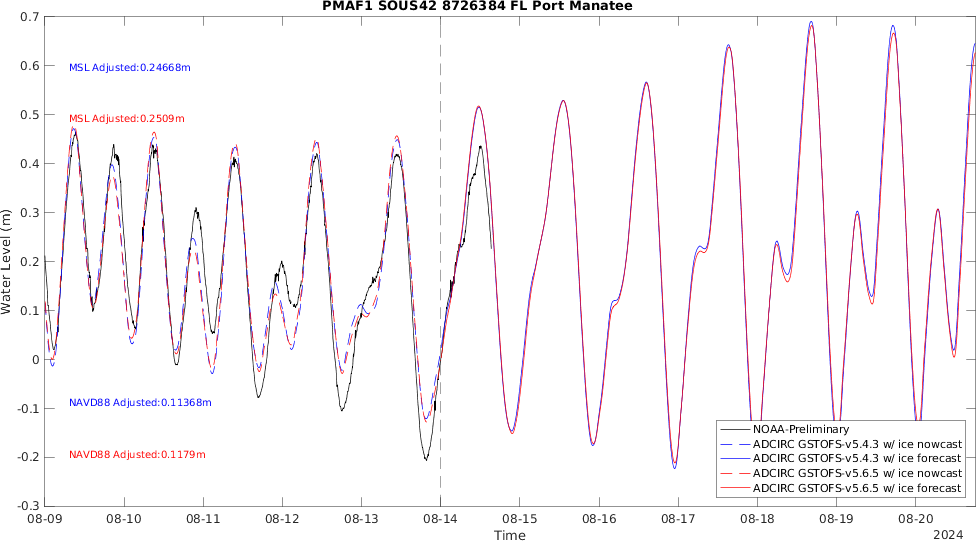 PMAF1 SOUS42 8726384 FL Port Manatee
0.7
0.6
0.5
0.4
0.3
0.2
0.1
0
-0.1
-0.2
-0.3
Water Level (m)
MSL Adjusted:0.24668m
MSL Adjusted:0.2509m
NAVD88 Adjusted:0.11368m
NAVD88 Adjusted:0.1179m
NOAA-Preliminary
ADCIRC GSTOFS-v5.4.3 w/ ice nowcast
ADCIRC GSTOFS-v5.4.3 w/ ice forecast
ADCIRC GSTOFS-v5.6.5 w/ ice nowcast
ADCIRC GSTOFS-v5.6.5 w/ ice forecast
08-09 08-10 08-11 08-12 08-13 08-14 08-15 08-16 08-17 08-18 08-19 08-20
Time
2024